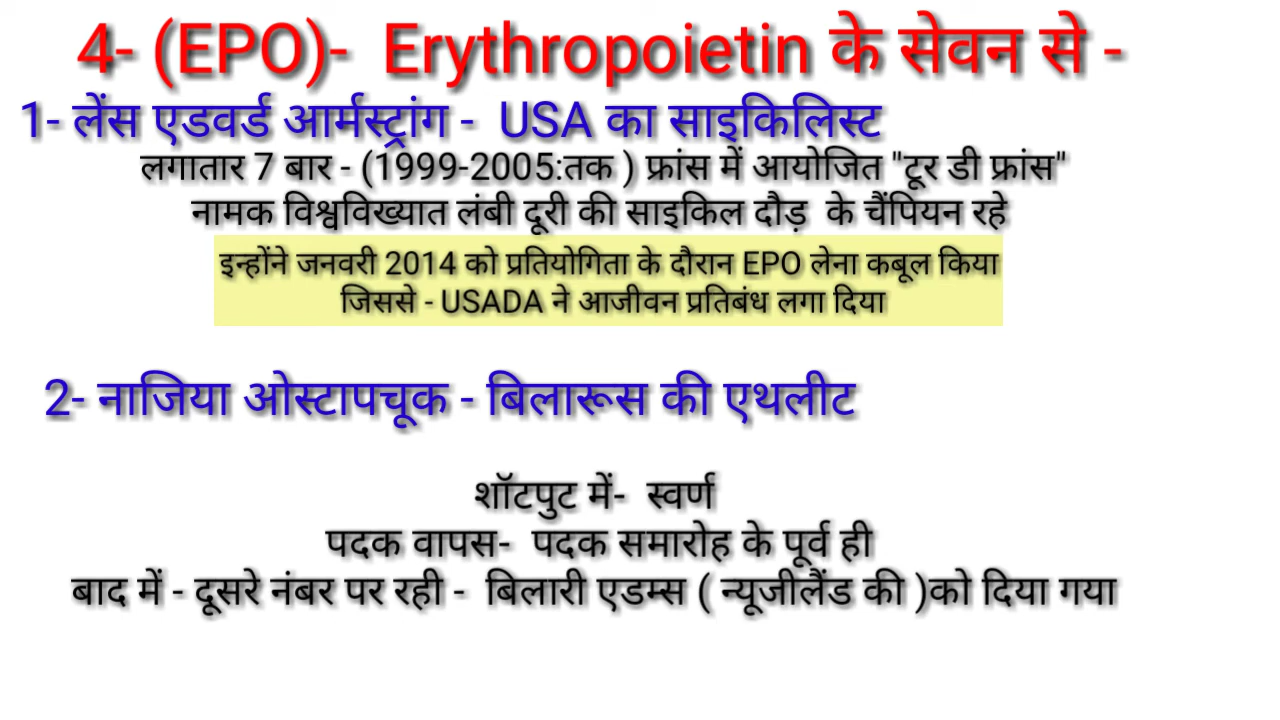 4- (EPO)- Erythropoietin के सेवन से -
1- लेंस एडवर्ड आर्मस्ट्रांग - USA का साइकिलिस्ट
लगातार 7 बार - (1999-2005:तक ) फ्रांस में आयोजित "टूर डी फ्रांस"
नामक विश्वविख्यात लंबी दूरी की साइकिल दौड़ के चैंपियन रहे
इन्होंने जनवरी 2014 को प्रतियोगिता के दौरान EPO लेना कबूल किया
जिससे - USADA ने आजीवन प्रतिबंध लगा दिया
2- नाजिया ओस्टापचूक - बिलारूस की एथलीट
शॉटपुट में- स्वर्ण
पदक वापस- पदक समारोह के पूर्व ही
बाद में - दूसरे नंबर पर रही - बिलारी एडम्स ( न्यूजीलैंड की )को दिया गया